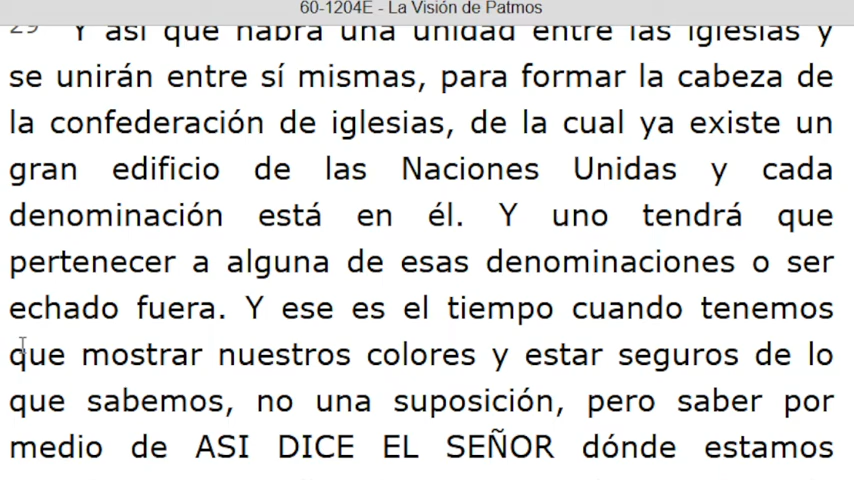 60-1204E - La Visión de Patmos
29 Y así que habrá una unidad entre las iglesias y
se unirán entre sí mismas, para formar la cabeza de
la confederación de iglesias, de la cual ya existe un
gran edificio de las Naciones Unidas y cada
denominación está en él. Y uno tendrá que
pertenecer a alguna de esas denominaciones o ser
echado fuera. Y ese es el tiempo cuando tenemos
que mostrar nuestros colores y estar seguros de lo
que sabemos, no una suposición, pero saber por
medio de ASI DICE EL SEÑOR dónde estamos